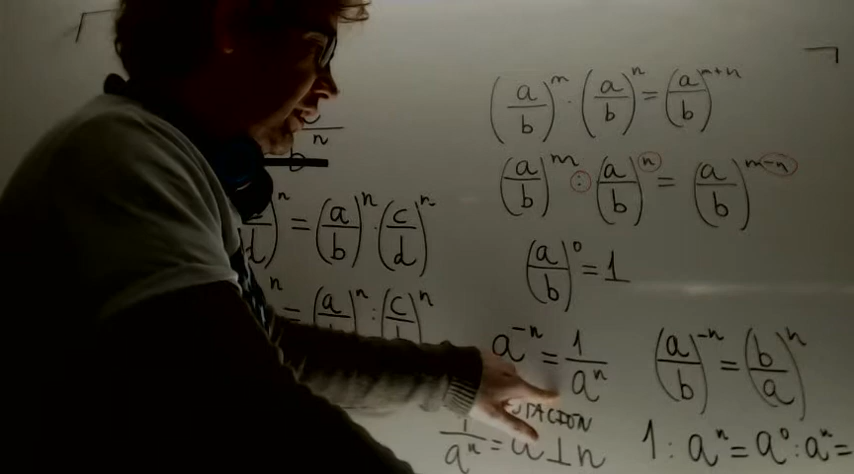 (a/b)^m · (a/b)^n = (a/b)^m+n
(a/b)^m : (a/b)^n = (a/b)^m-n
n = (a/b)^n · (c/d)^n
(a/b)^0 = 1
n = (a/b)^n : (c/)^n
a^-n = 1/a^n
(a/b)^-n = (b/a)^n
1/a^n =
1 : a^n = a^0 : a^n =